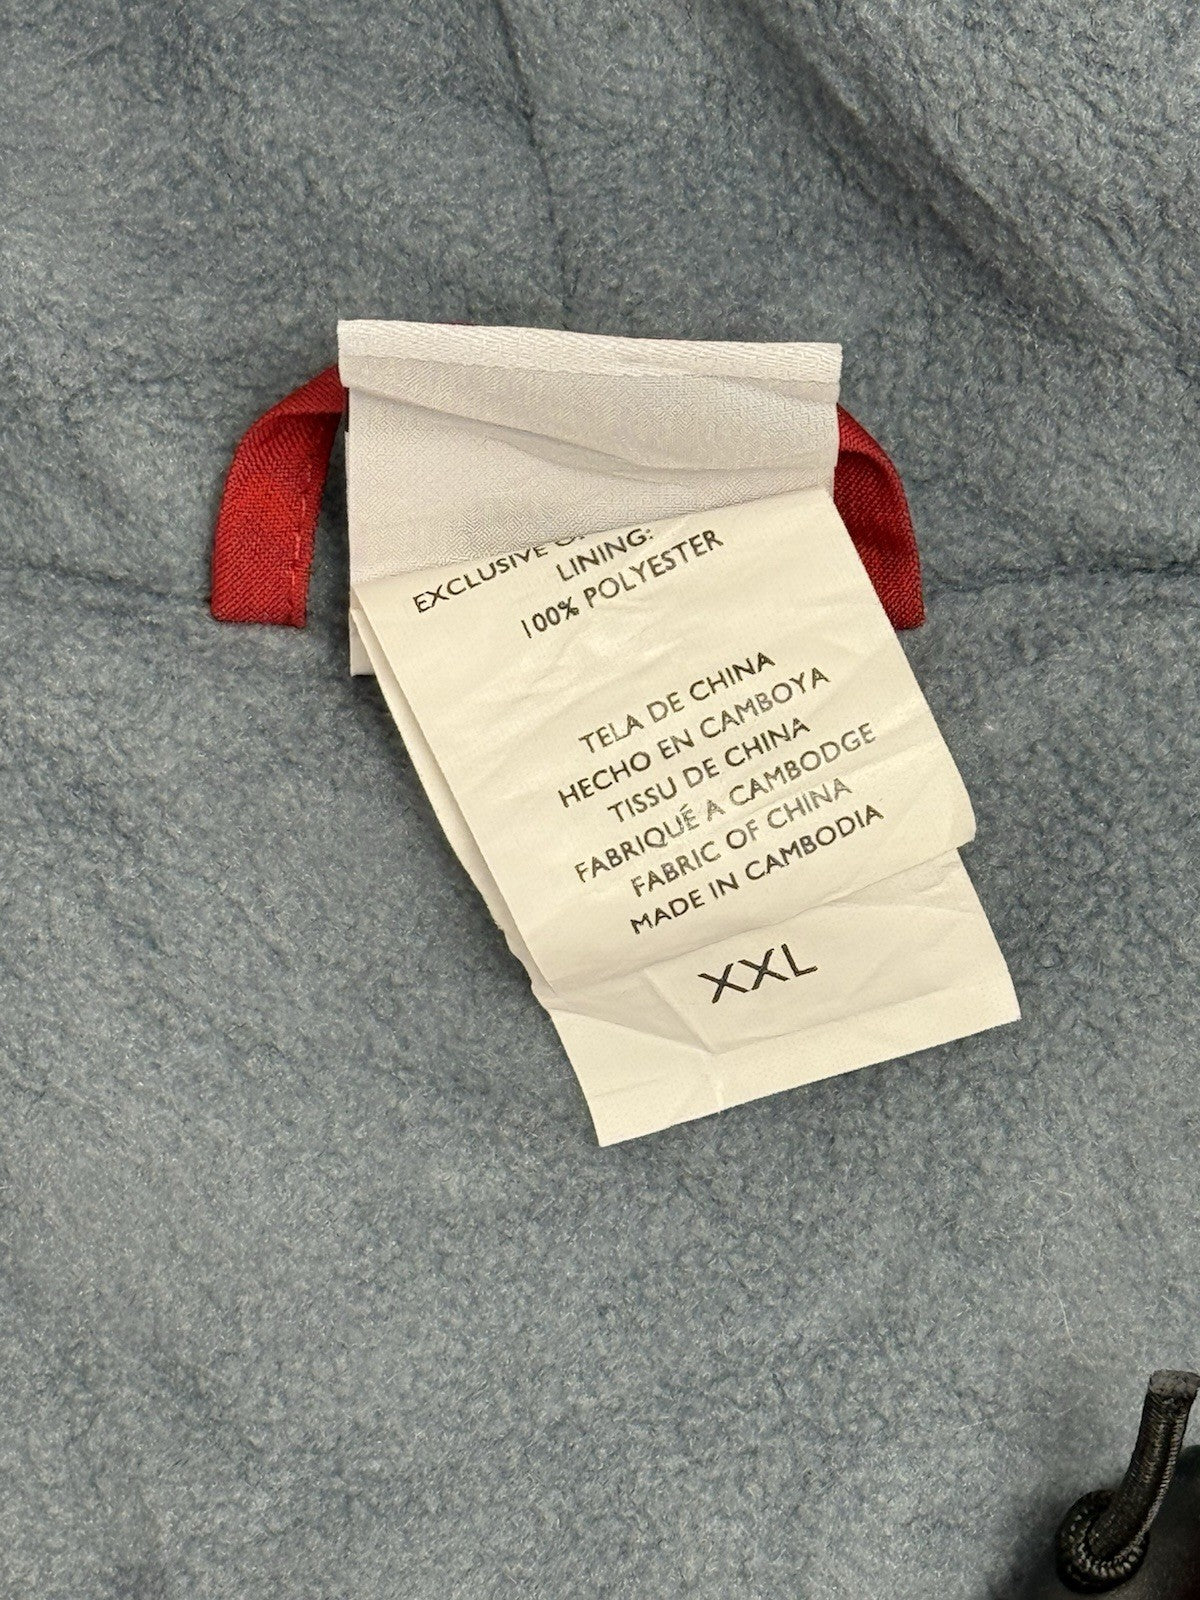 EXCLUSIVE
LINING:
100% POLYESTER
TELA DE CHINA
HECHO EN CAMBOYA
TISSU DE CHINA
FABRIQUÉ A CAMBODGE
FABRIC OF CHINA
MADE IN CAMBODIA
XXL